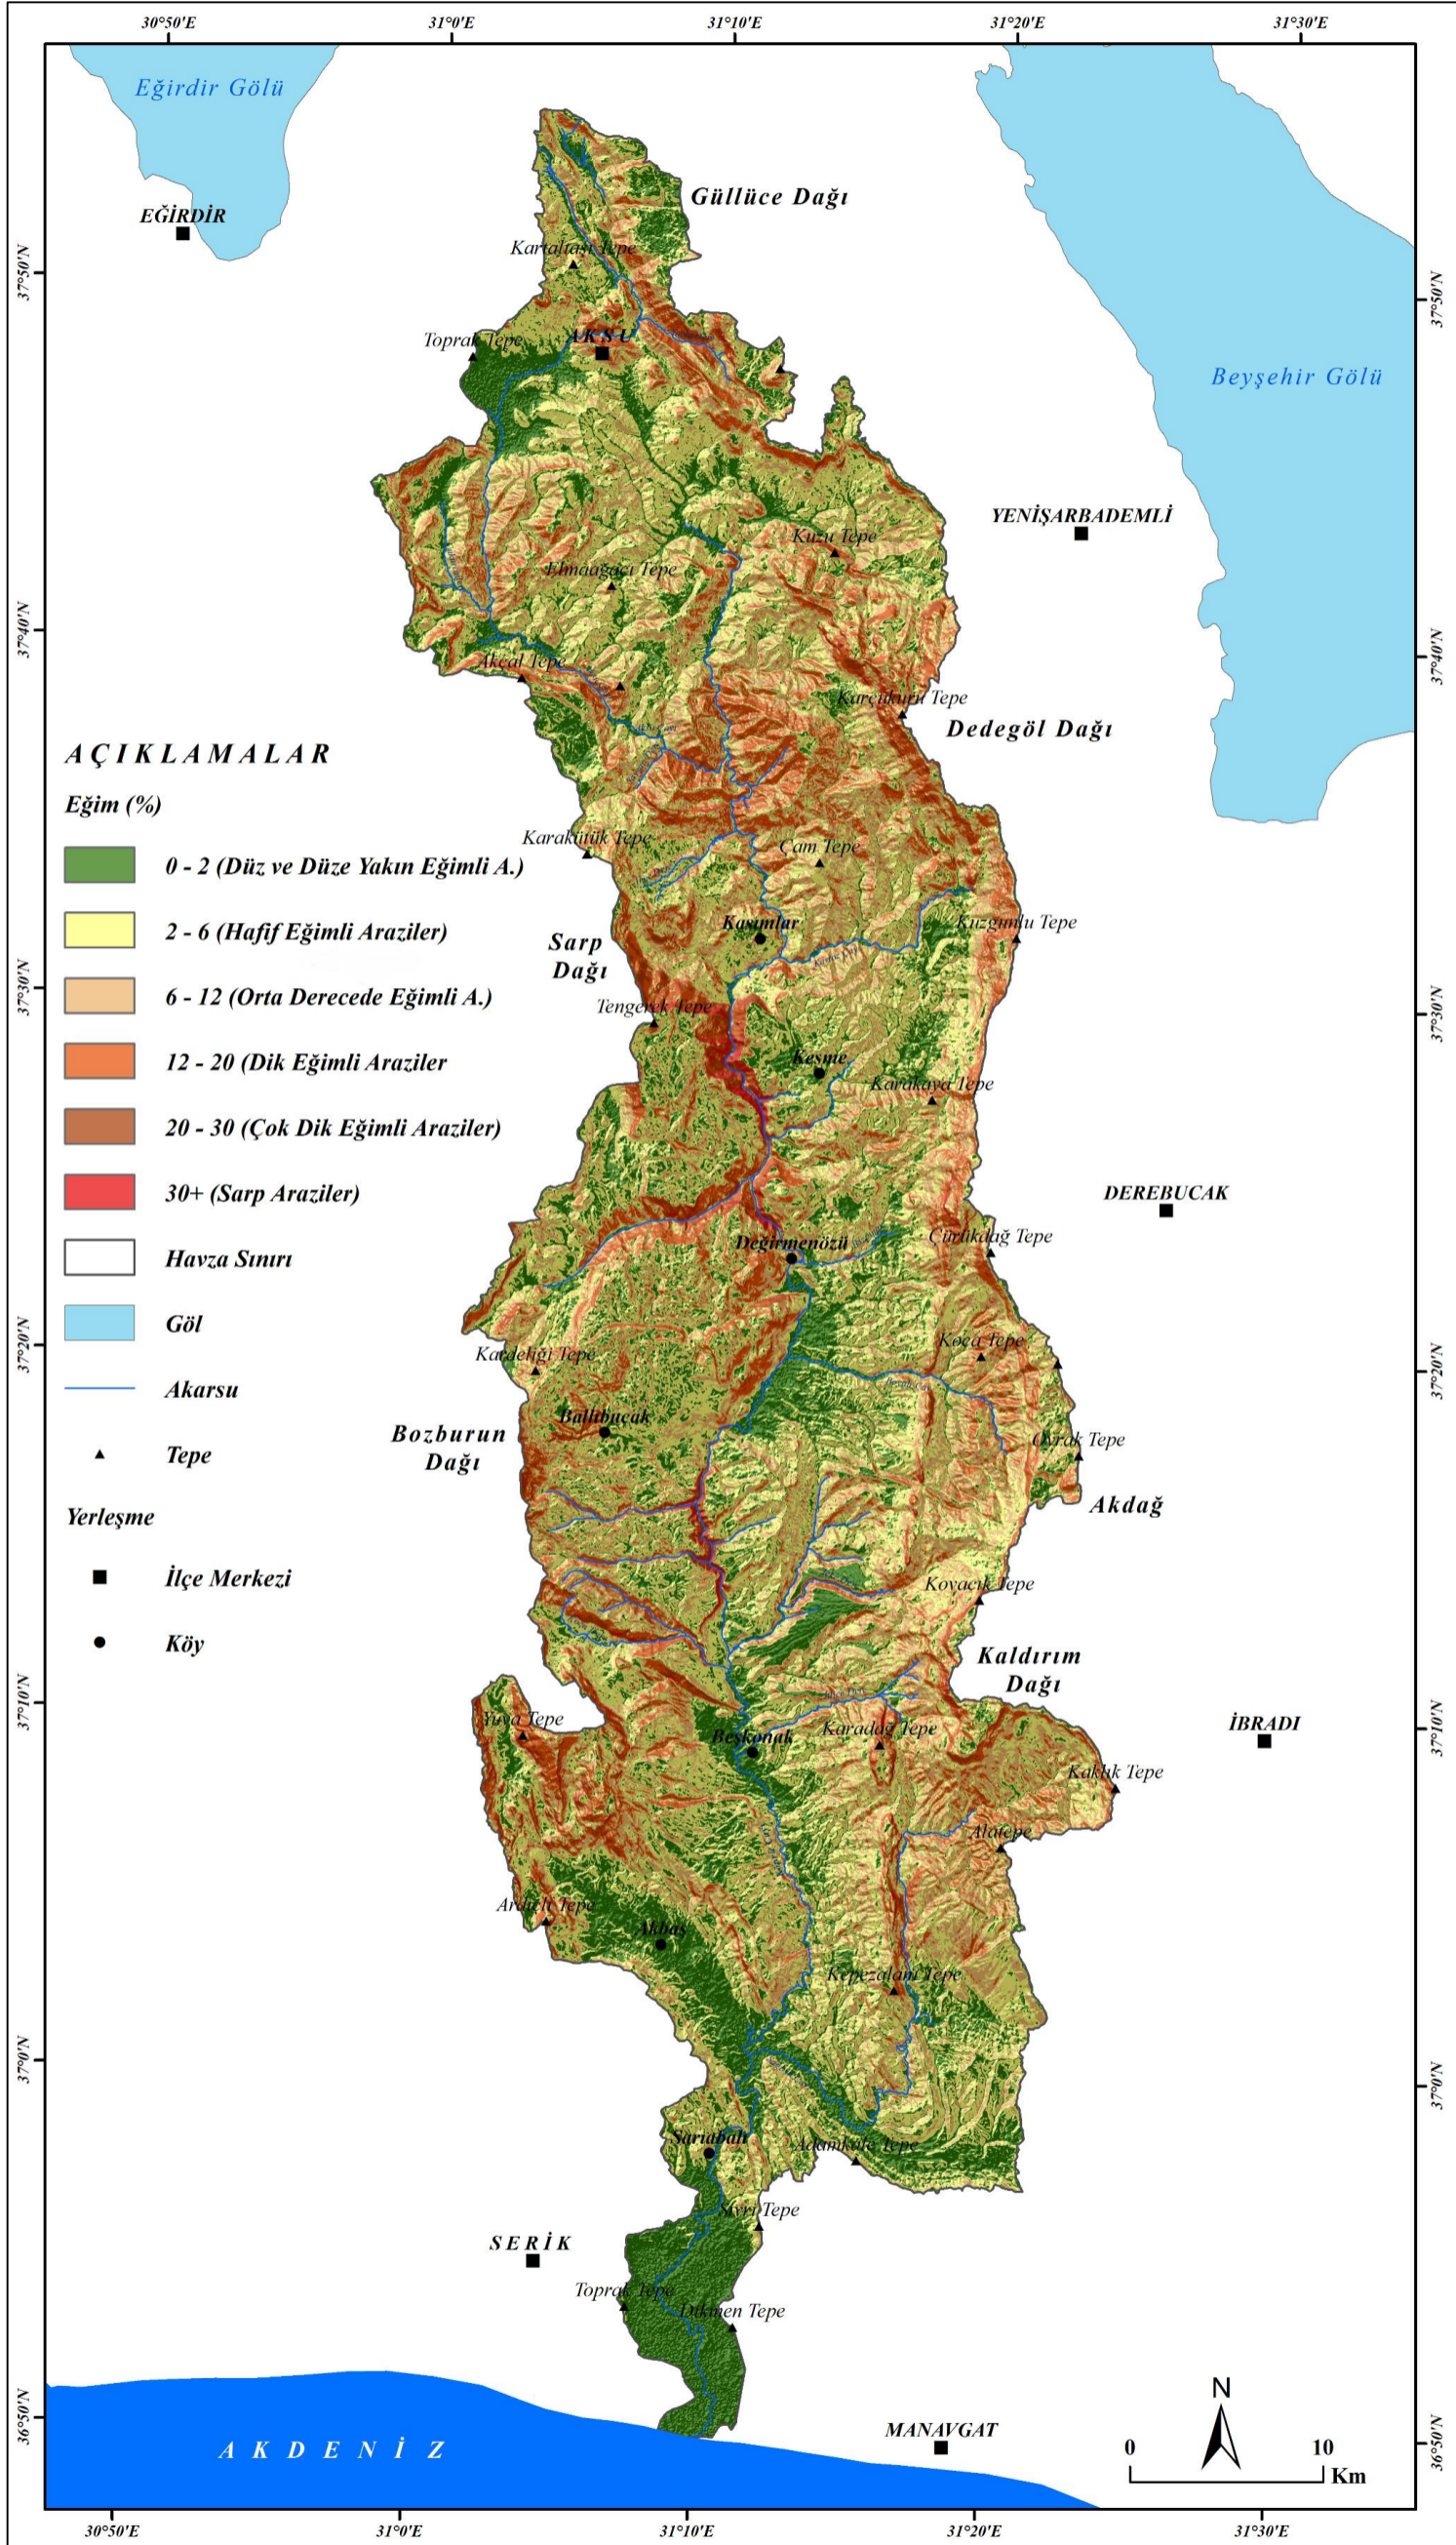 30°50'E
31°0'E
31°10'E
31°20'E
31°30'E
Eğirdir Gölü
Güllüce Dağı
EĞİRDİR
Kartaltaşı Tepe
37°50'N
37°50'N
Toprak Tepe
AKSU
Beyşehir Gölü
YENİŞARBADEMLİ
Kuzu Tepe
Elmaağacı Tepe
37°40'N
37°40'N
Akçal Tepe
Karçukuru Tepe
Dedegöl Dağı
AÇIKLAMALAR
Eğim (%)
0 - 2 (Düz ve Düze Yakın Eğimli A.)
2 - 6 (Hafif Eğimli Araziler)
6 - 12 (Orta Derecede Eğimli A.)
12 - 20 (Dik Eğimli Araziler
20 - 30 (Çok Dik Eğimli Araziler)
30+ (Sarp Araziler)
Havza Sınırı
Göl
Akarsu
Tepe
Yerleşme
İlçe Merkezi
Köy
Karakütük Tepe
Çam Tepe
Kasımlar
Kuzgunlu Tepe
Sarp
Dağı
37°30'N
37°30'N
Tengerek Tepe
Kesme
Karakaya Tepe
DEREBUCAK
Değirmenözü
Çürükdağ Tepe
37°20'N
37°20'N
Kardeliği Tepe
Koca Tepe
Ballıbucak
Bozburun
Dağı
Ovrak Tepe
Akdağ
Kovacık Tepe
Kaldırım
Dağı
37°10'N
37°10'N
Yuva Tepe
Beşkonak
Karadağ Tepe
İBRADI
Kaklık Tepe
Alatepe
Ardıçlı Tepe
Akbaş
Kepezalanı Tepe
37°0'N
37°0'N
Sarıabalı
Adamkale Tepe
Sivri Tepe
SERİK
Toprak Tepe
Dikmen Tepe
36°50'N
36°50'N
AKDENİZ
MANAVGAT
N
0 10
Km
30°50'E
31°0'E
31°10'E
31°20'E
31°30'E